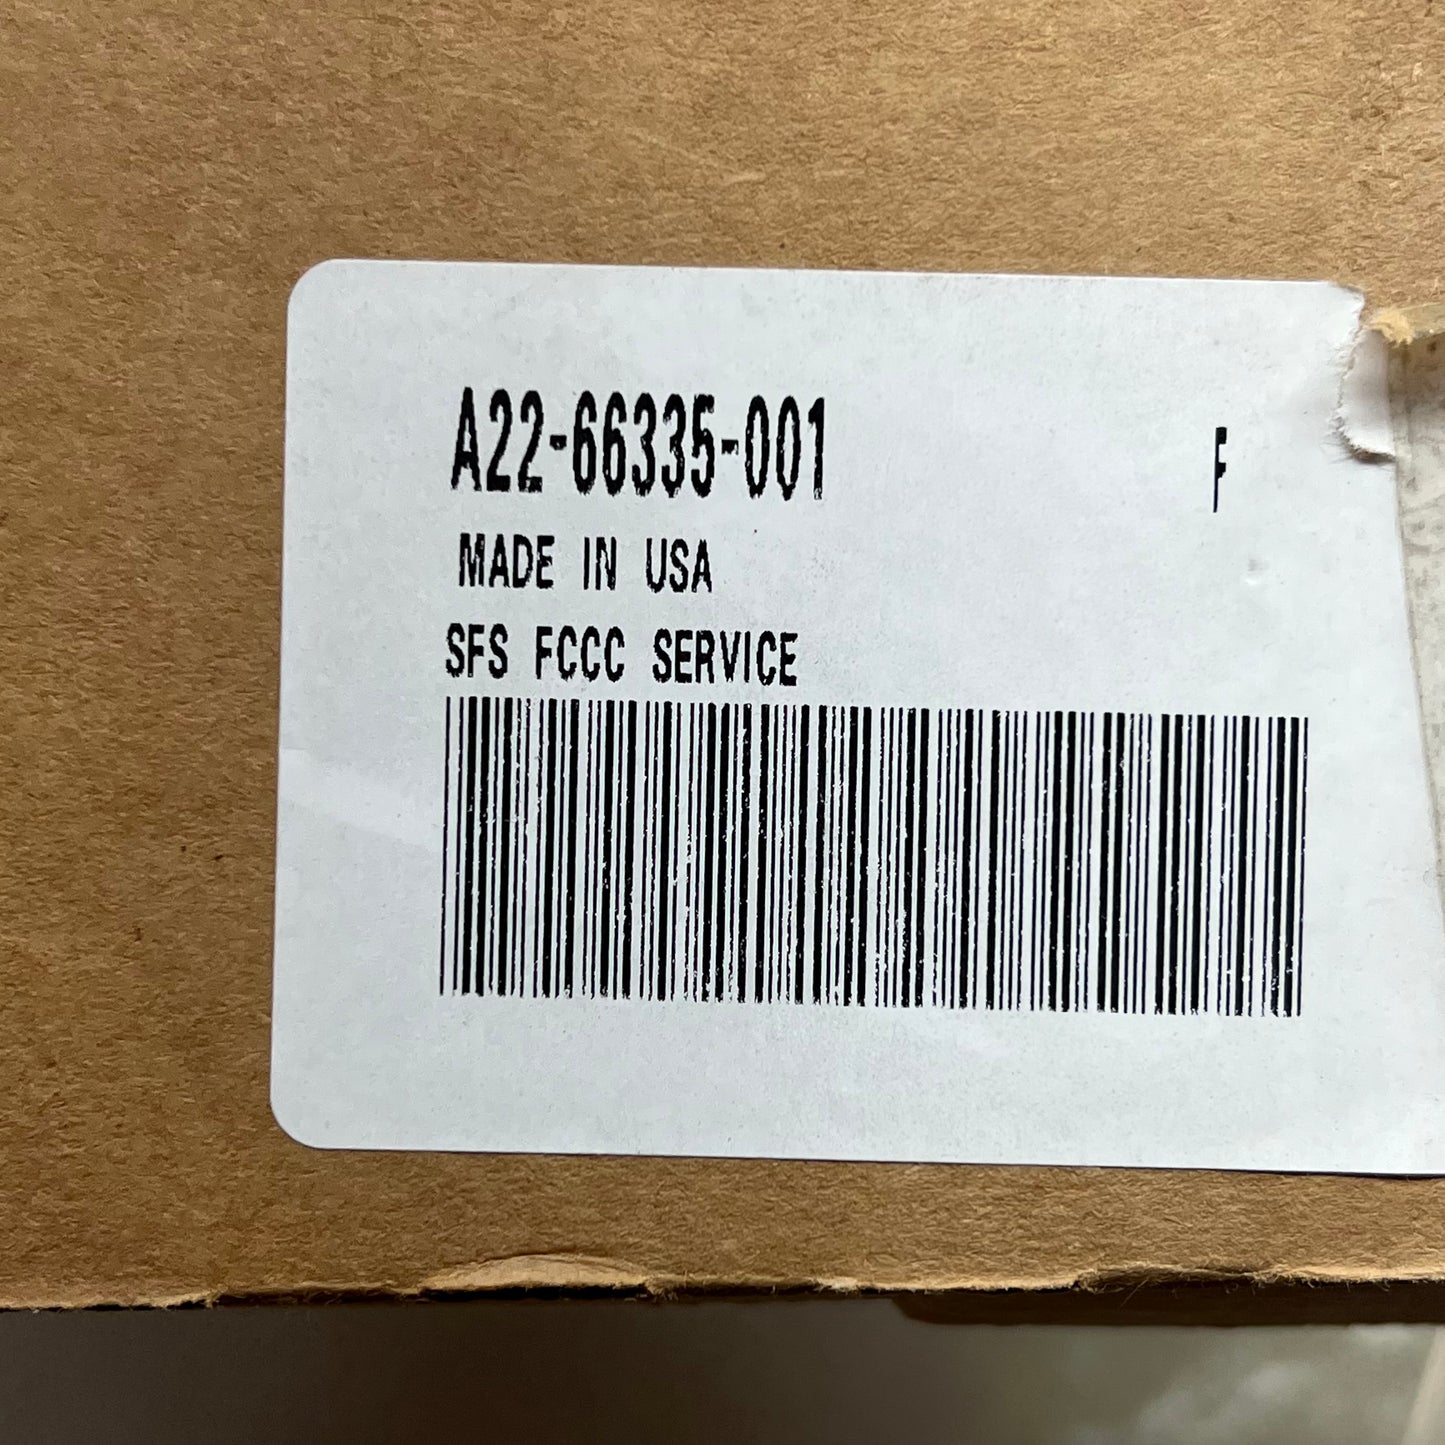 A22-66335-001 F
MADE IN USA
SFS FCCC SERVICE